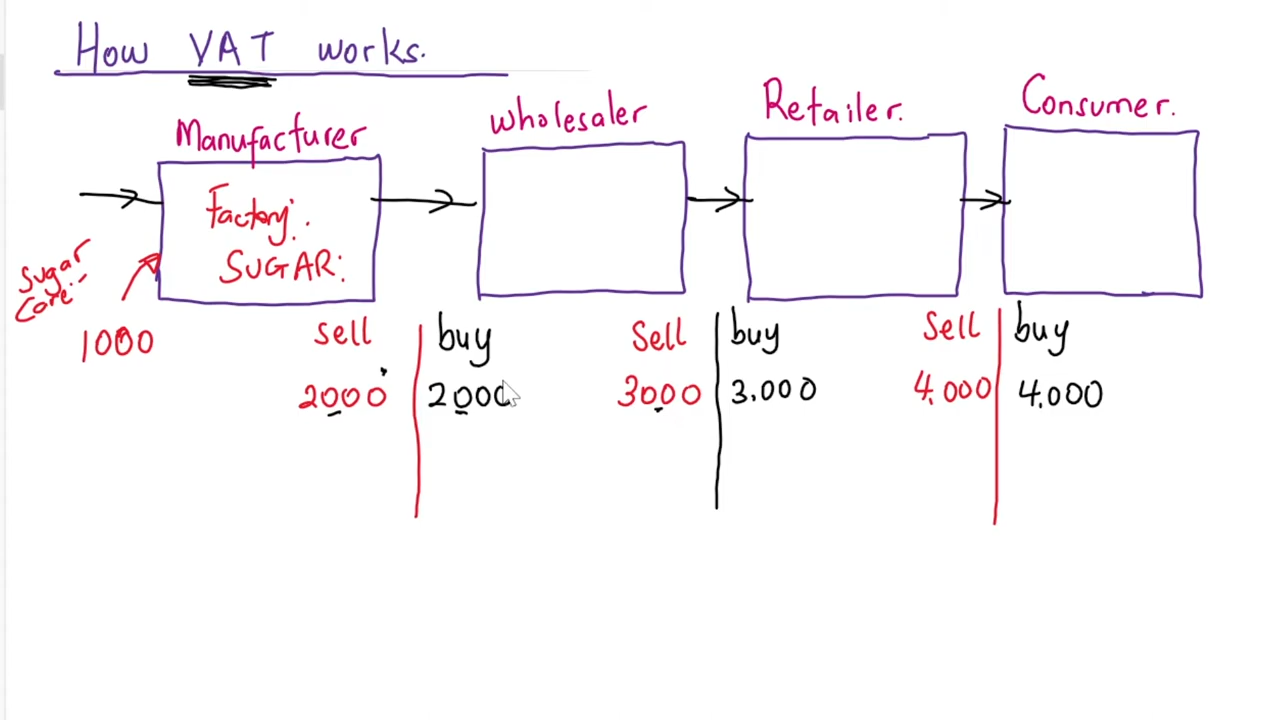 How VAT works.
Manufacturer
wholesaler
Retailer.
Consumer.
Factory.
SUGAR:
Sugar
Cane:-
1000
sell
buy
Sell
buy
Sell
buy
2000
2000
3000
3.000
4.000
4.000